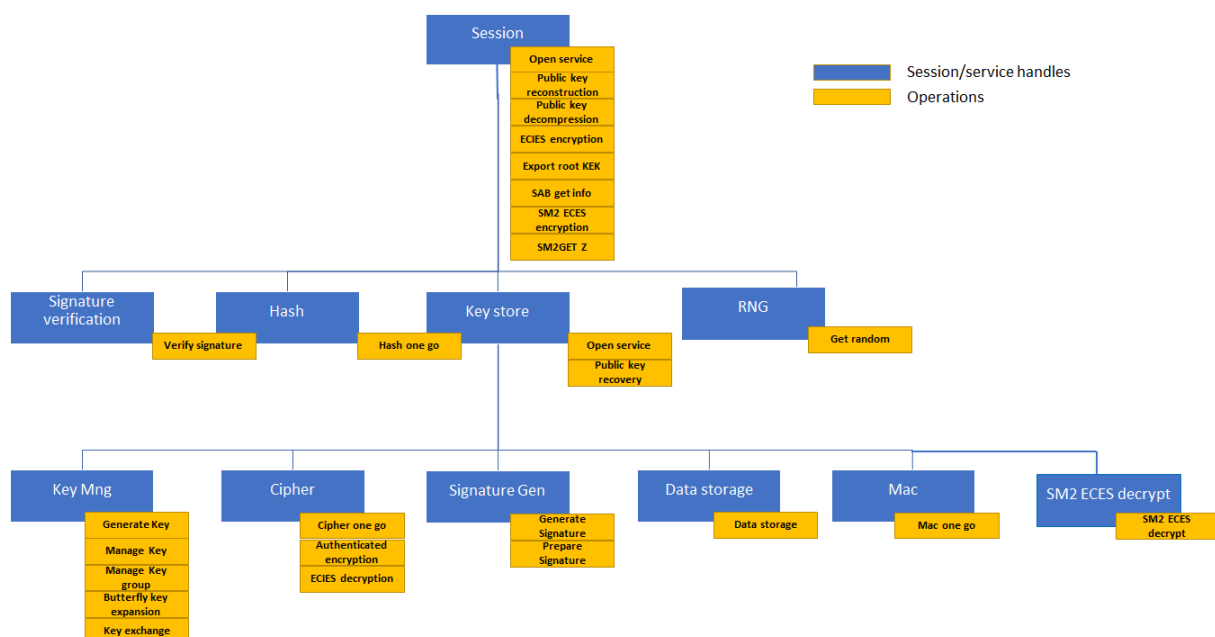 Session
Open service
Public key
reconstruction
Public key
decompression
ECIES encryption
Export root KEK
SAB get info
SM2 ECES
encryption
SM2GET Z
Session/service handles
Operations
Signature
verification
Verify signature
Hash
Hash one go
Key store
Open service
Public key
recovery
RNG
Get random
Key Mng
Generate Key
Manage Key
Manage Key
group
Butterfly key
expansion
Key exchange
Cipher
Cipher one go
Authenticated
encryption
ECIES decryption
Signature Gen
Generate
Signature
Prepare
Signature
Data storage
Data storage
Mac
Mac one go
SM2 ECES decrypt
SM2 ECES
decrypt